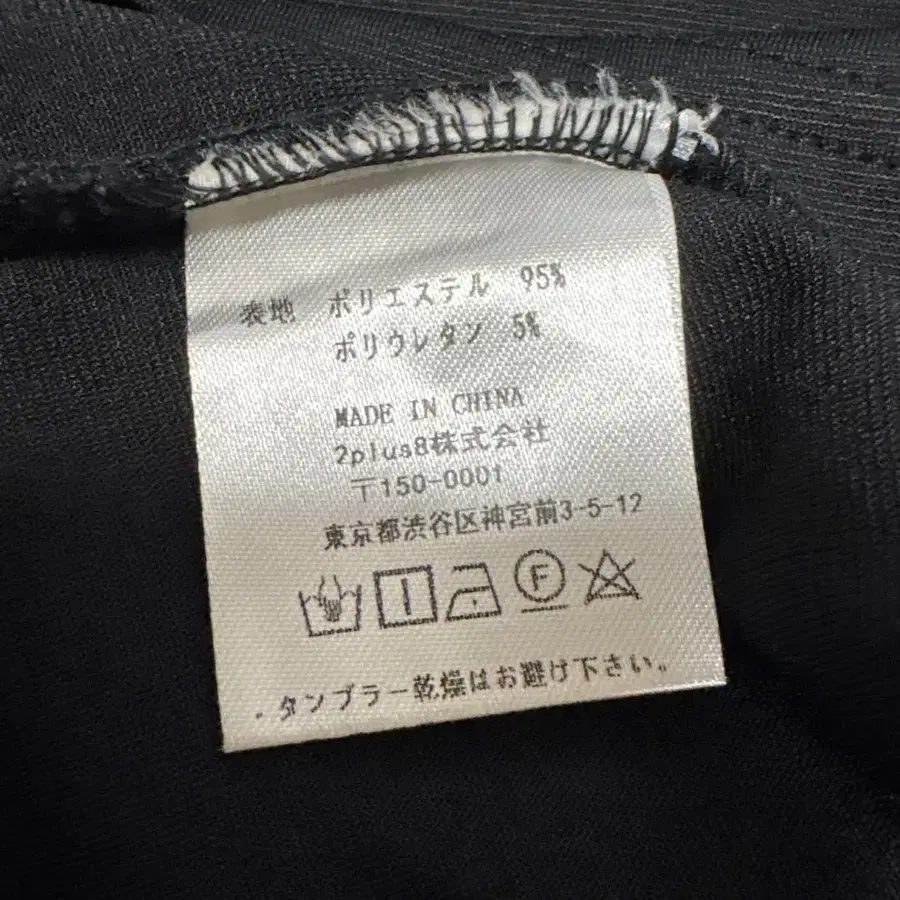 表地 ポリエステル 95%
ポリウレタン 5%
MADE IN CHINA
2plus8株式会社
〒150-0001
東京都渋谷区神宮前3-5-12
F
.タンブラー乾燥はお避け下さい。